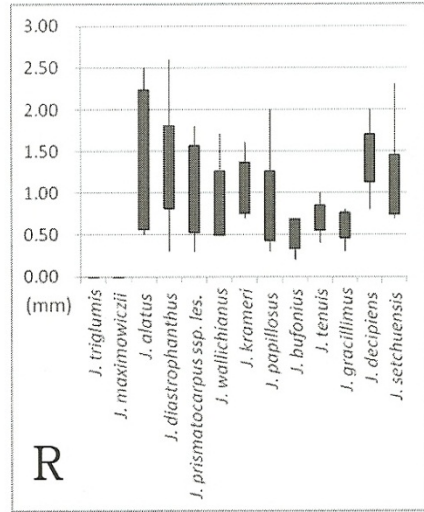 3.00
2.50
2.00
1.50
1.00
0.50
0.00
(mm)
J. triglumis
J. maximowiczii
J. alatus
J. diastrophanthus
J. prismatocarpus ssp. les.
J. wallichianus
J. krameri
J. papillosus
J. bufonius
J. tenuis
J. gracillimus
J. decipiens
J. setchuensis
R